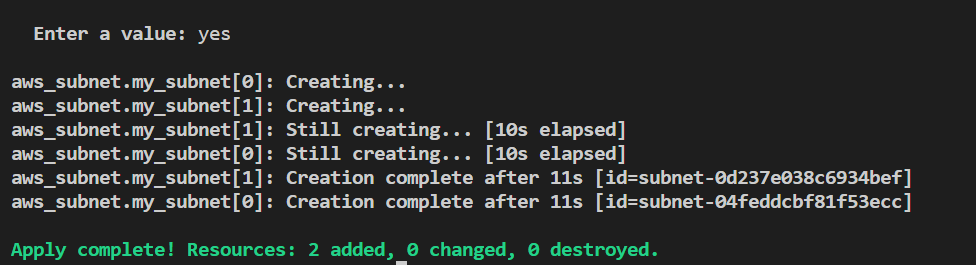 Enter a value: yes
aws_subnet.my_subnet[0]: Creating...
aws_subnet.my_subnet[1]: Creating...
aws_subnet.my_subnet[1]: Still creating... [10s elapsed]
aws_subnet.my_subnet[0]: Still creating... [10s elapsed]
aws_subnet.my_subnet[1]: Creation complete after 11s [id=subnet-0d237e038c6934bef]
aws_subnet.my_subnet[0]: Creation complete after 11s [id=subnet-04feddcbf81f53ecc]
Apply complete! Resources: 2 added, 0 changed, 0 destroyed.